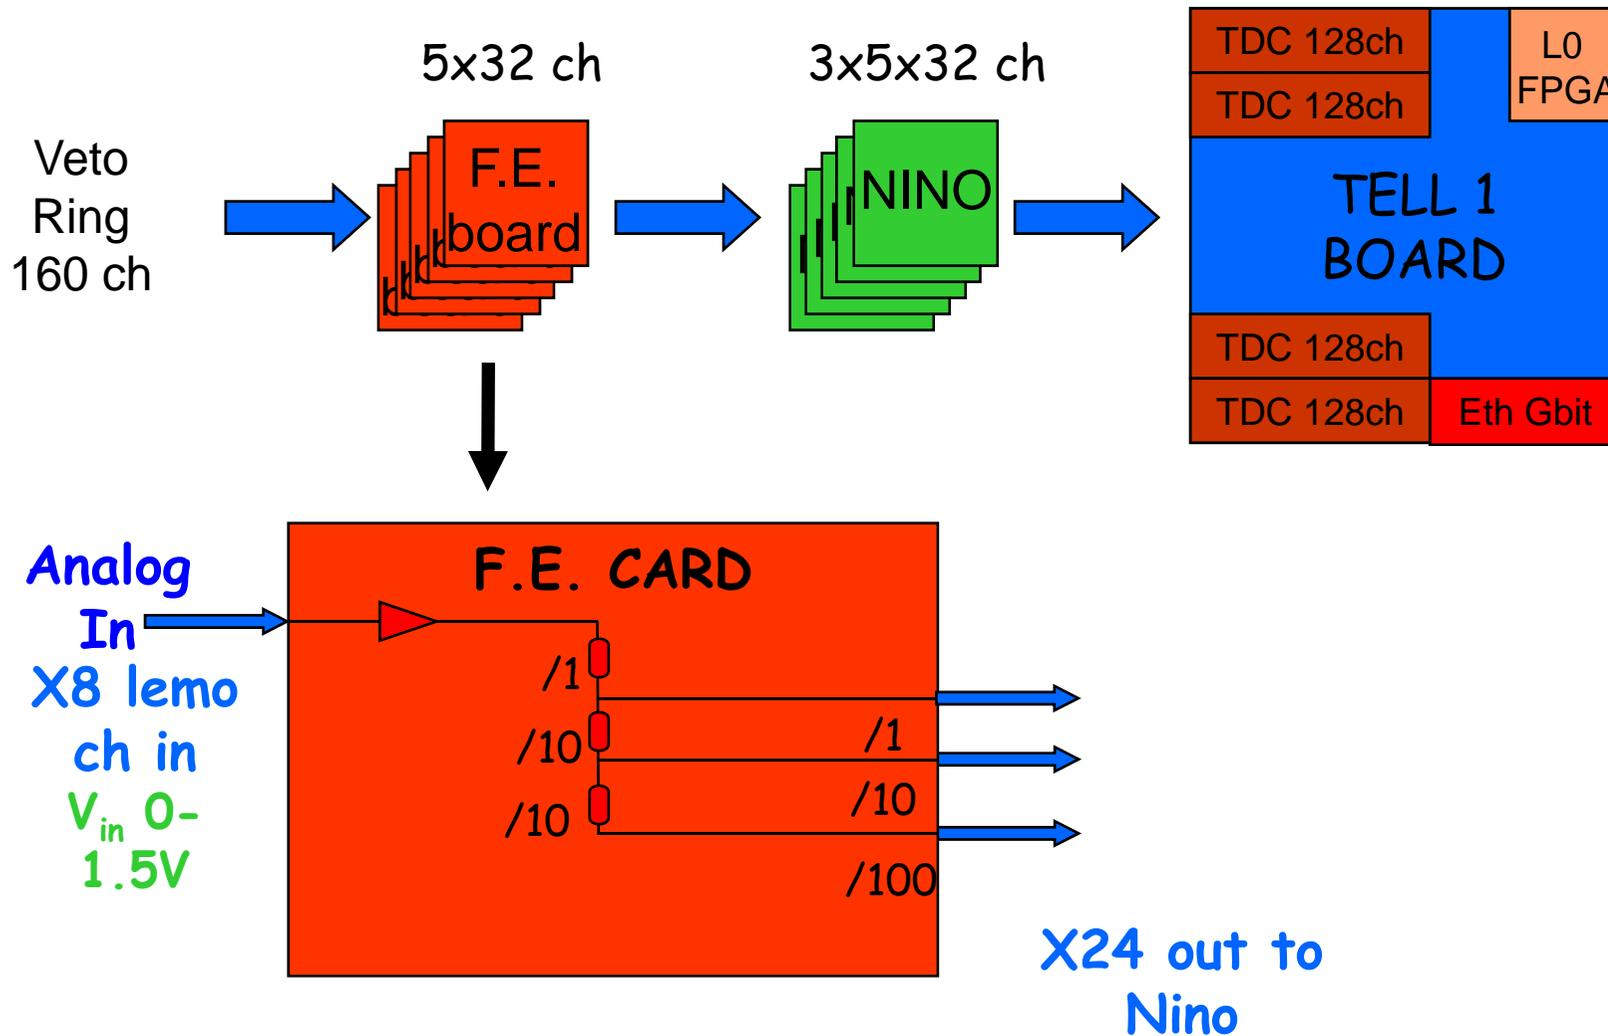 5x32 ch
3x5x32 ch
TDC 128ch
TDC 128ch
L0
FPGA
Veto
Ring
160 ch
F.E.
board
NINO
TELL 1
BOARD
TDC 128ch
TDC 128ch
Eth Gbit
F.E. CARD
Analog
In
X8 lemo
ch in
Vin 0-
1.5V
/1
/10
/10
/1
/10
/100
X24 out to
Nino